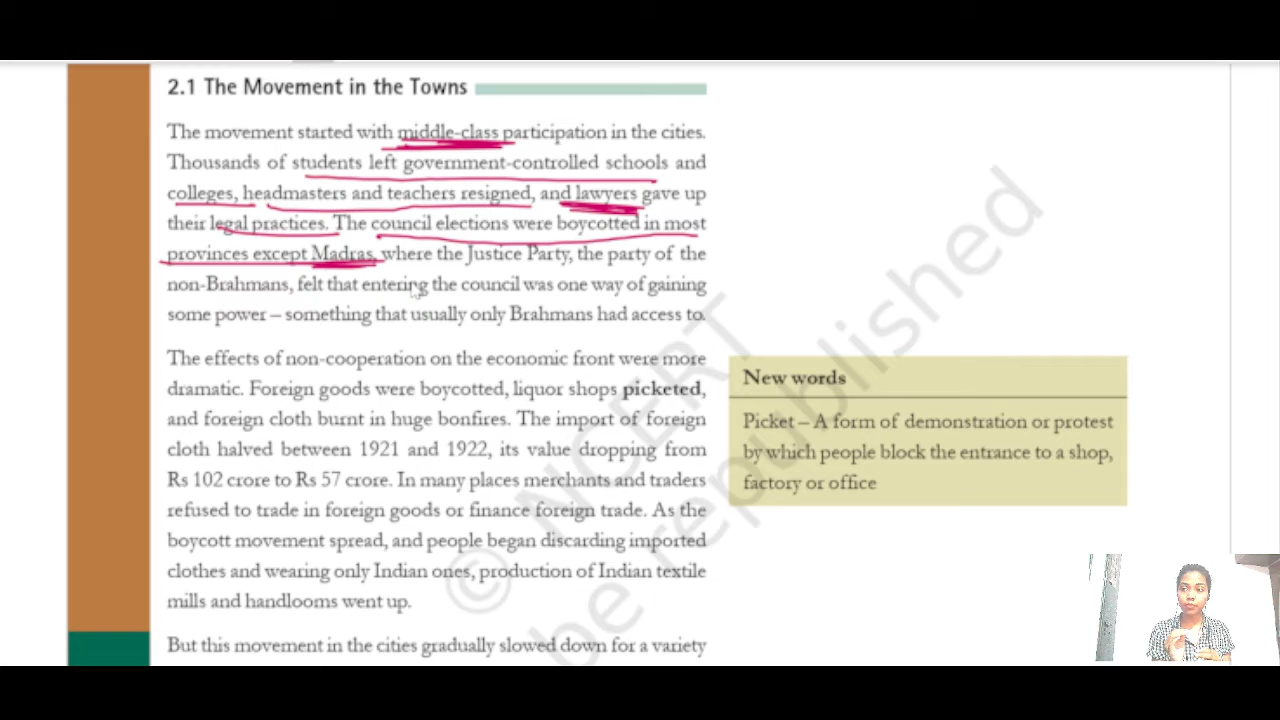 2.1 The Movement in the Towns
The movement started with middle-class participation in the cities.
Thousands of students left government-controlled schools and
colleges, headmasters and teachers resigned, and lawyers gave up
their legal practices. The council elections were boycotted in most
provinces except Madras, where the Justice Party, the party of the
non-Brahmans, felt that entering the council was one way of gaining
some power – something that usually only Brahmans had access to.
The effects of non-cooperation on the economic front were more
dramatic. Foreign goods were boycotted, liquor shops picketed,
and foreign cloth burnt in huge bonfires. The import of foreign
cloth halved between 1921 and 1922, its value dropping from
Rs 102 crore to Rs 57 crore. In many places merchants and traders
refused to trade in foreign goods or finance foreign trade. As the
boycott movement spread, and people began discarding imported
clothes and wearing only Indian ones, production of Indian textile
mills and handlooms went up.
But this movement in the cities gradually slowed down for a variety
New words
Picket – A form of demonstration or protest
by which people block the entrance to a shop,
factory or office
© NCERT
be republished